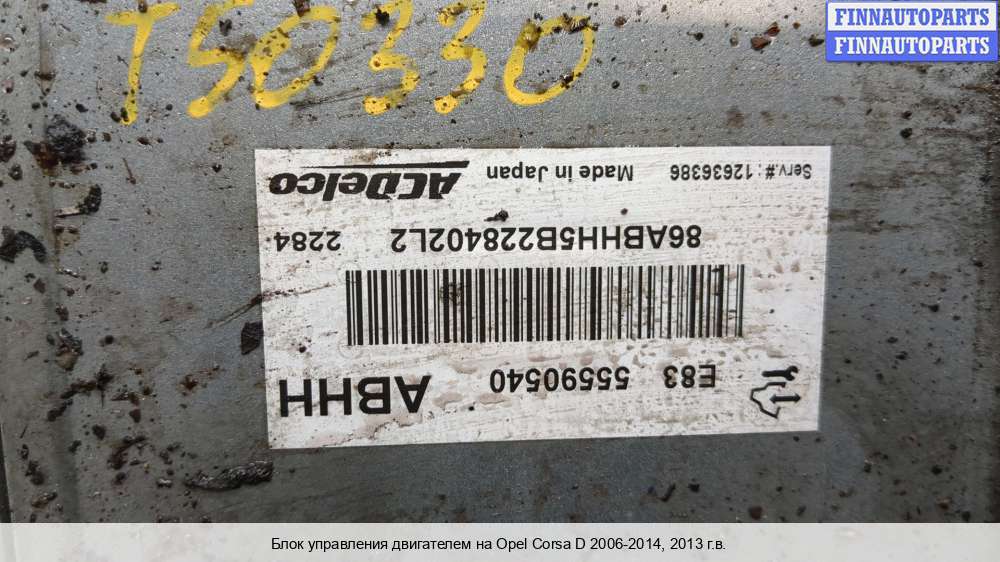 FINNAUTOPARTS
FINNAUTOPARTS
T50330
E83 55590540 ABHH
86ABHH5B228402L2 2284
Serv.#:12636386 Made in Japan ACDelco
Блок управления двигателем на Opel Corsa D 2006-2014, 2013 г.в.